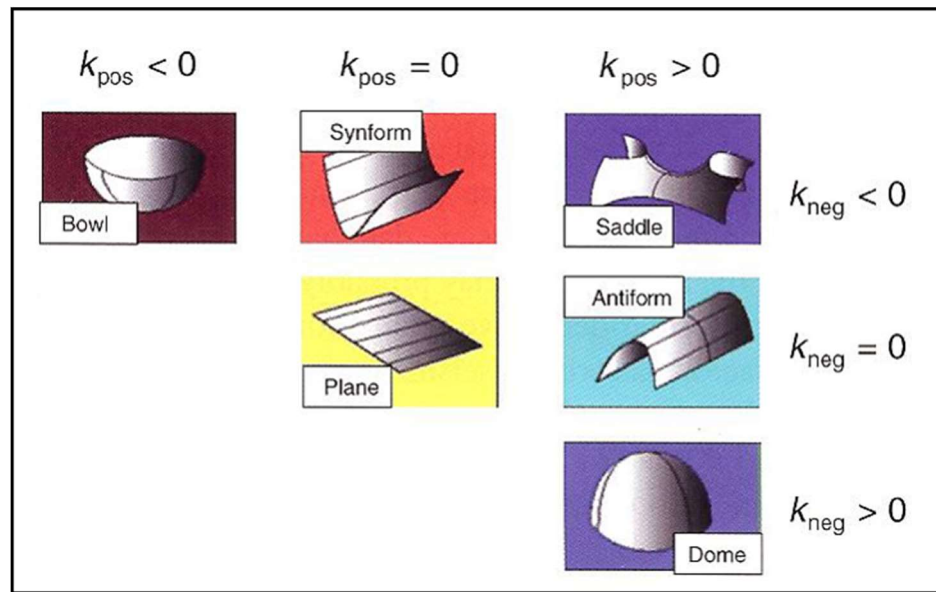 k_pos < 0
k_pos = 0
k_pos > 0
Synform
Bowl
Saddle
k_neg < 0
Antiform
Plane
k_neg = 0
Dome
k_neg > 0